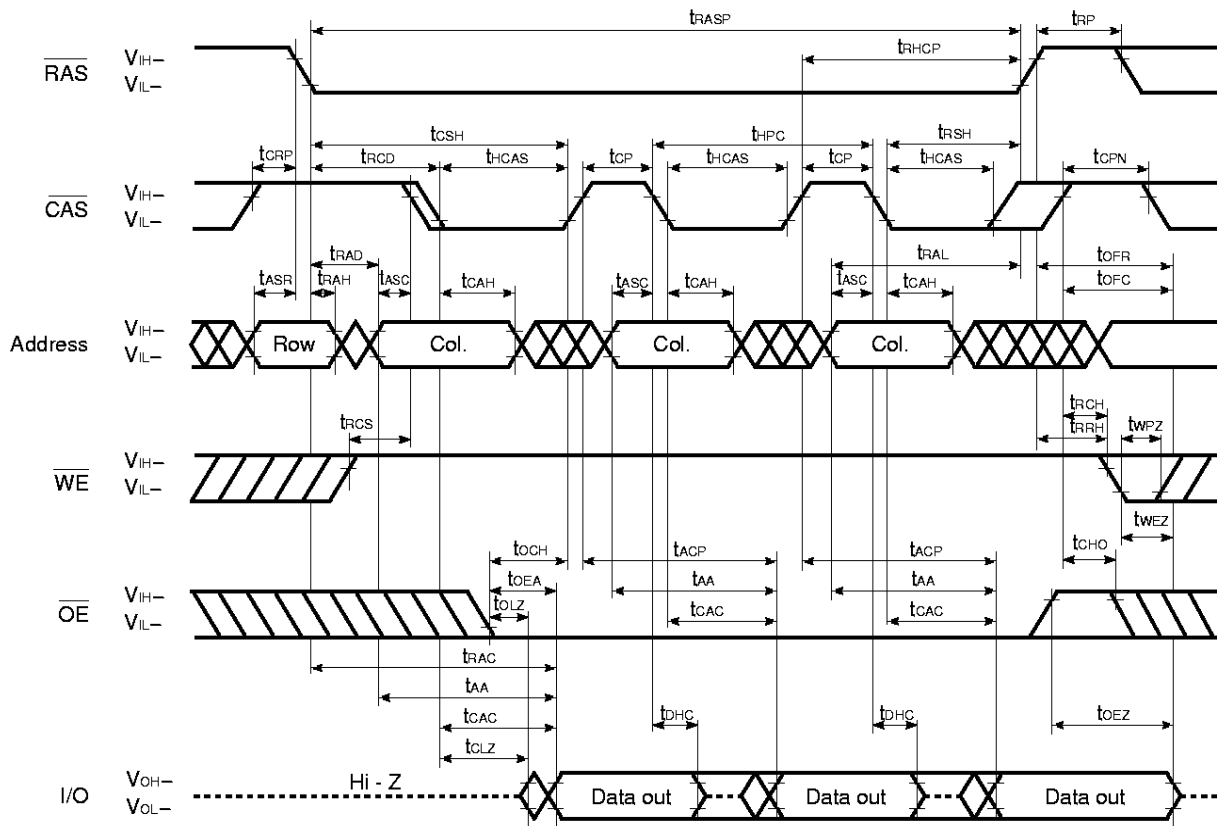 tRASP
tRP
tRHCP
RAS
VIH–
VIL–
tCSH
tHPC
tRSH
tCRP
tRCD
tHCAS
tCP
tHCAS
tCP
tHCAS
tCPN
CAS
VIH–
VIL–
tRAD
tRAL
tOFR
tASR
tRAH
tASC
tCAH
tASC
tCAH
tASC
tCAH
tOFC
Address
VIH–
VIL–
Row
Col.
Col.
Col.
tRCS
tRCH
tRRH
tWPZ
WE
VIH–
VIL–
tWEZ
tOCH
tACP
tACP
tCHO
tOEA
tAA
tAA
tOLZ
tCAC
tCAC
OE
VIH–
VIL–
tRAC
tAA
tCAC
tDHC
tDHC
tOEZ
tCLZ
I/O
VOH–
VOL–
Hi - Z
Data out
Data out
Data out